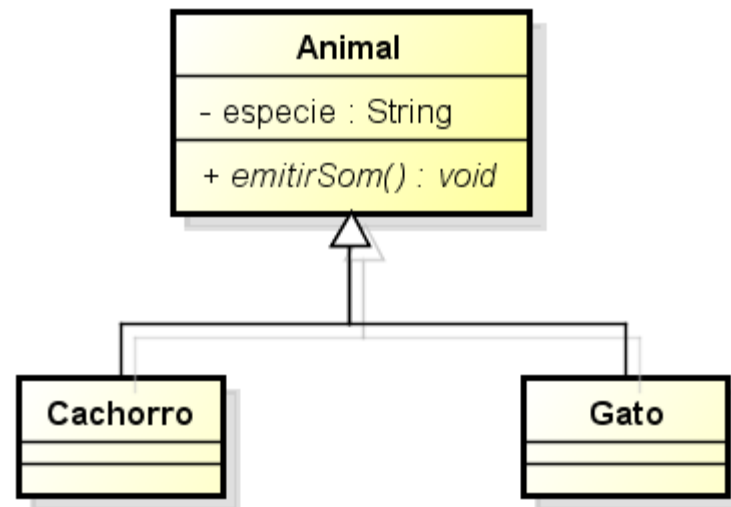 Animal
- especie : String
+ emitirSom() : void
Cachorro
Gato